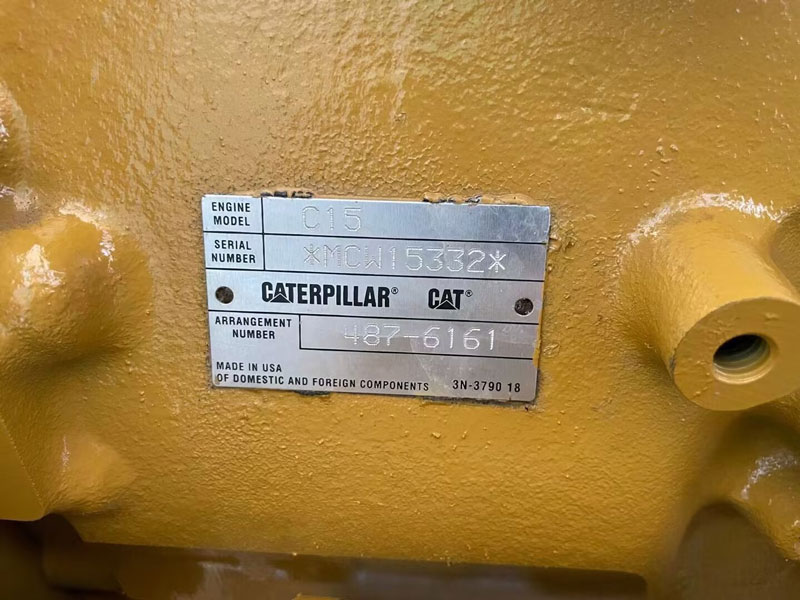 ENGINE MODEL C15
SERIAL NUMBER *MCW15332*
CATERPILLAR® CAT®
ARRANGEMENT NUMBER 487-6161
MADE IN USA
OF DOMESTIC AND FOREIGN COMPONENTS 3N-3790 18